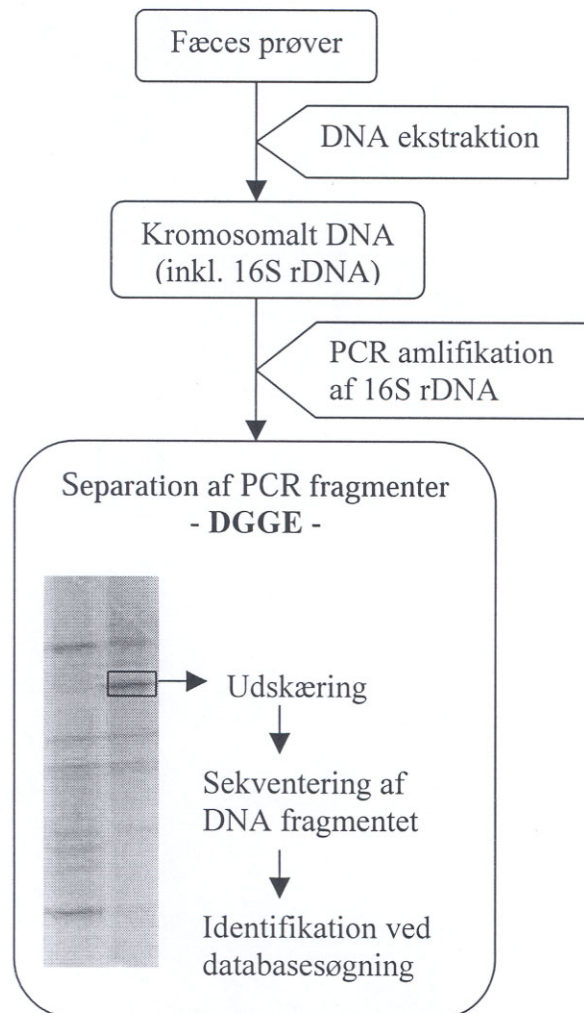 Fæces prøver
DNA ekstraktion
Kromosomalt DNA
(inkl. 16S rDNA)
PCR amlifikation
af 16S rDNA
Separation af PCR fragmenter
- DGGE -
Udskæring
Sekventering af
DNA fragmentet
Identifikation ved
databasesøgning